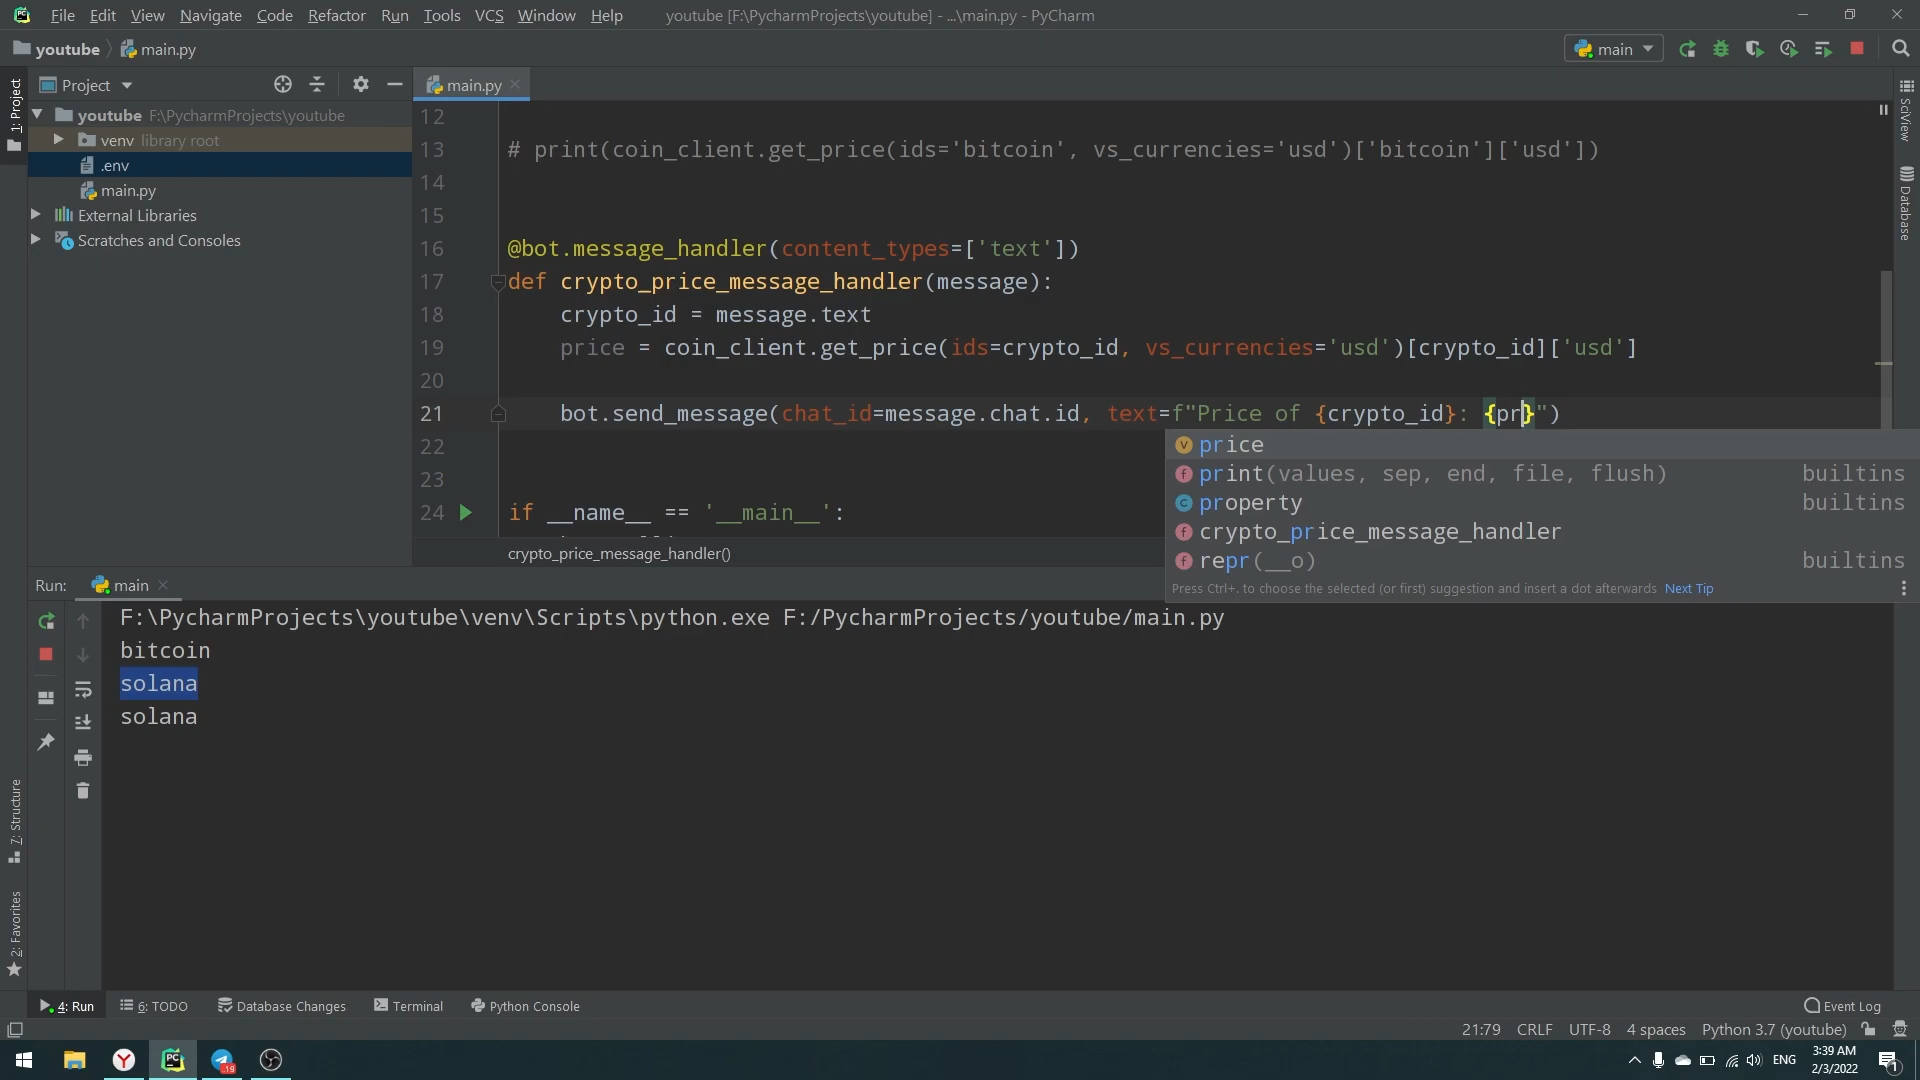 File Edit View Navigate Code Refactor Run Tools VCS Window Help youtube [F:\PycharmProjects\youtube] - ...\main.py - PyCharm
youtube main.py main
1: Project
Project
main.py
youtube F:\PycharmProjects\youtube
venv library root
.env
main.py
External Libraries
Scratches and Consoles
12
13 # print(coin_client.get_price(ids='bitcoin', vs_currencies='usd')['bitcoin']['usd'])
14
15
16 @bot.message_handler(content_types=['text'])
17 def crypto_price_message_handler(message):
18 crypto_id = message.text
19 price = coin_client.get_price(ids=crypto_id, vs_currencies='usd')[crypto_id]['usd']
20
21 bot.send_message(chat_id=message.chat.id, text=f"Price of {crypto_id}: {pr}")
22
23
24 if __name__ == '__main__':
crypto_price_message_handler()
price
print(values, sep, end, file, flush) builtins
property builtins
crypto_price_message_handler
repr(__o) builtins
Press Ctrl+. to choose the selected (or first) suggestion and insert a dot afterwards Next Tip
SciView
Database
Run: main
F:\PycharmProjects\youtube\venv\Scripts\python.exe F:/PycharmProjects/youtube/main.py
bitcoin
solana
solana
7: Structure
2: Favorites
4: Run 6: TODO Database Changes Terminal Python Console Event Log
21:79 CRLF UTF-8 4 spaces Python 3.7 (youtube)
PC
19
ENG
3:39 AM
2/3/2022
1